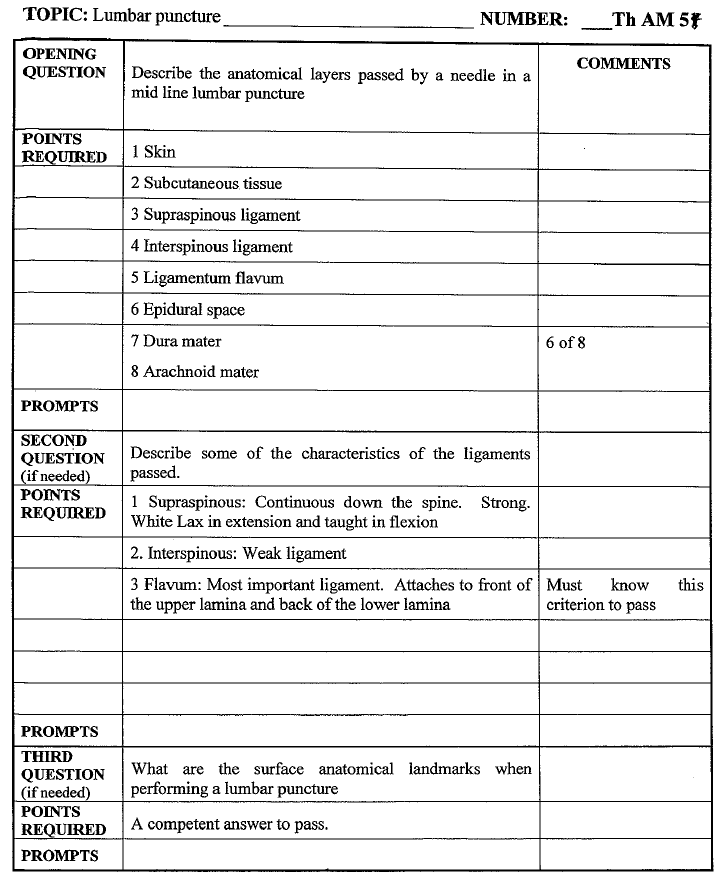 TOPIC: Lumbar puncture NUMBER: Th AM 5
OPENING QUESTION
Describe the anatomical layers passed by a needle in a
mid line lumbar puncture
COMMENTS
POINTS REQUIRED
1 Skin
2 Subcutaneous tissue
3 Supraspinous ligament
4 Interspinous ligament
5 Ligamentum flavum
6 Epidural space
7 Dura mater
6 of 8
8 Arachnoid mater
PROMPTS
SECOND QUESTION (if needed)
Describe some of the characteristics of the ligaments
passed.
POINTS REQUIRED
1 Supraspinous: Continuous down the spine. Strong.
White Lax in extension and taught in flexion
2. Interspinous: Weak ligament
3 Flavum: Most important ligament. Attaches to front of
the upper lamina and back of the lower lamina
Must know this
criterion to pass
PROMPTS
THIRD QUESTION (if needed)
What are the surface anatomical landmarks when
performing a lumbar puncture
POINTS REQUIRED
A competent answer to pass.
PROMPTS